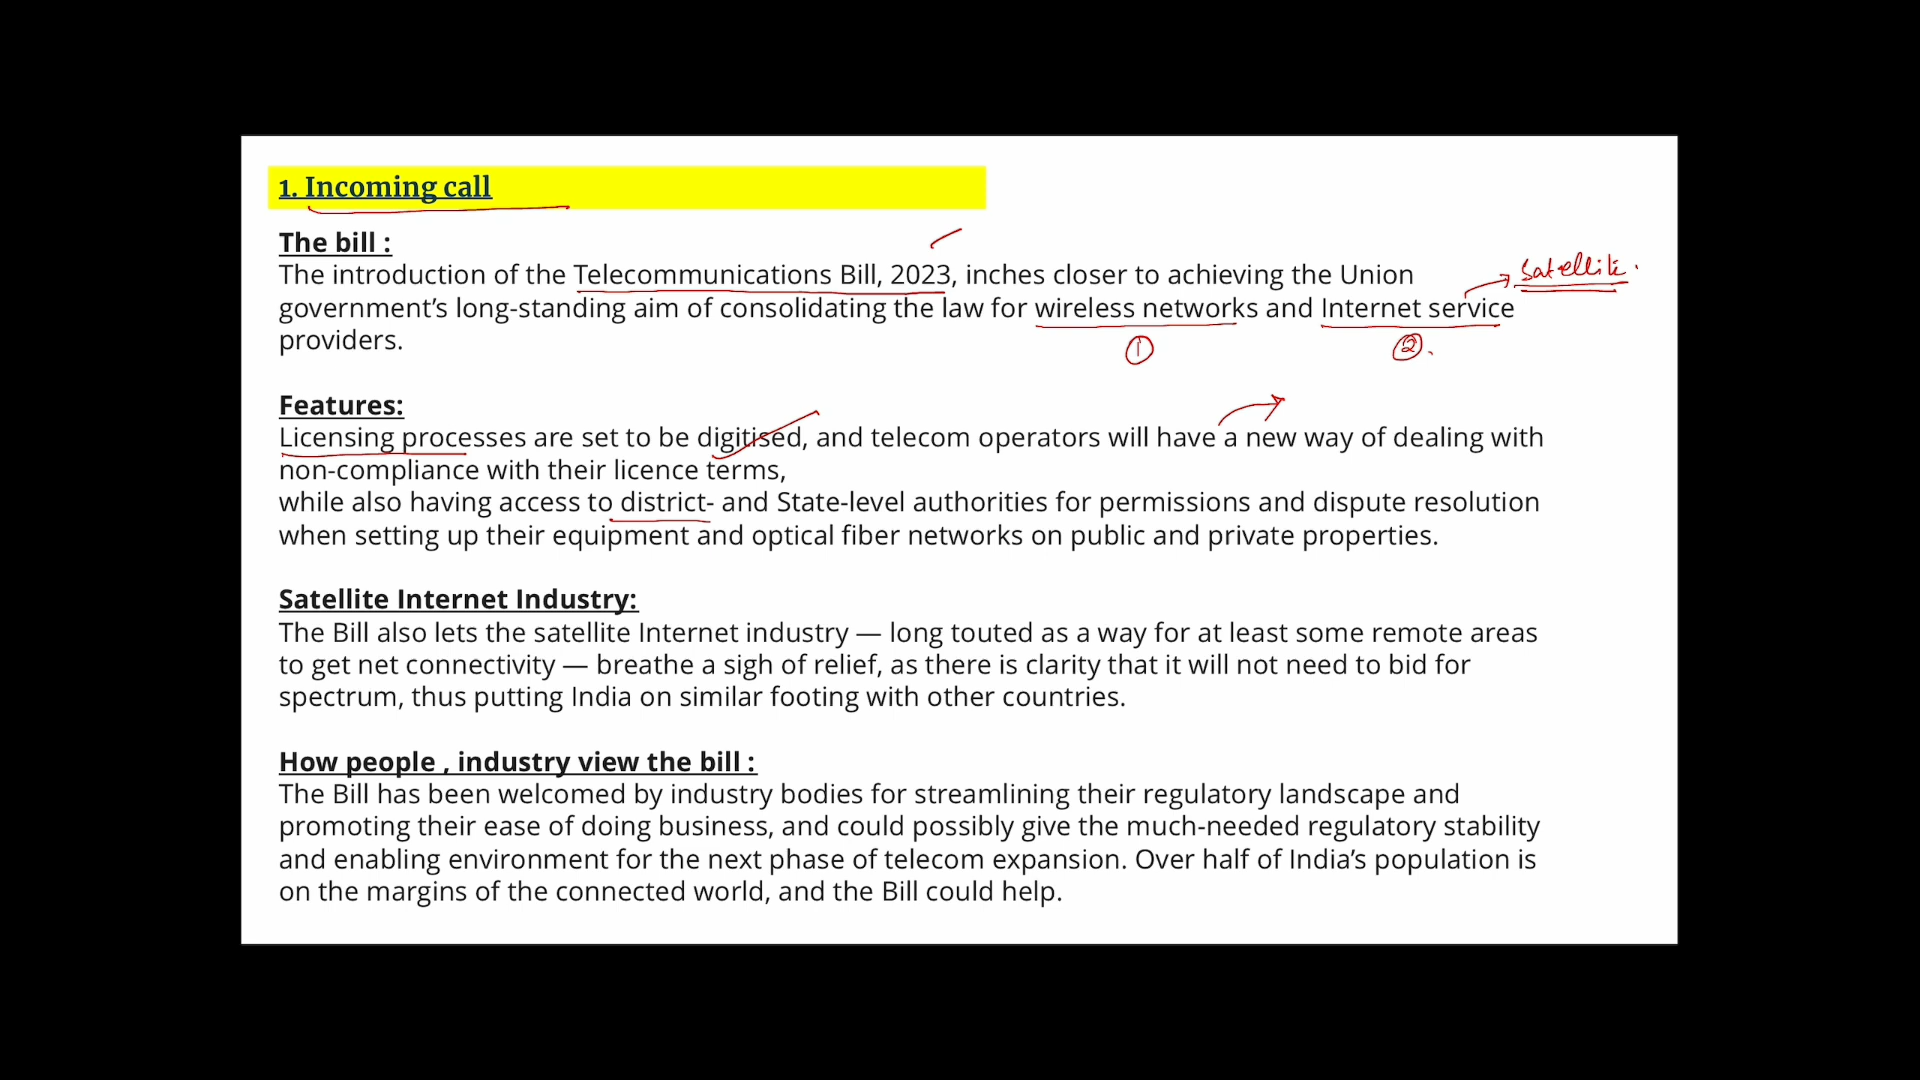 1. Incoming call
The bill :
The introduction of the Telecommunications Bill, 2023, inches closer to achieving the Union
Satellite.
government’s long-standing aim of consolidating the law for wireless networks and Internet service
providers.
1 2.
Features:
Licensing processes are set to be digitised, and telecom operators will have a new way of dealing with
non-compliance with their licence terms,
while also having access to district- and State-level authorities for permissions and dispute resolution
when setting up their equipment and optical fiber networks on public and private properties.
Satellite Internet Industry:
The Bill also lets the satellite Internet industry — long touted as a way for at least some remote areas
to get net connectivity — breathe a sigh of relief, as there is clarity that it will not need to bid for
spectrum, thus putting India on similar footing with other countries.
How people , industry view the bill :
The Bill has been welcomed by industry bodies for streamlining their regulatory landscape and
promoting their ease of doing business, and could possibly give the much-needed regulatory stability
and enabling environment for the next phase of telecom expansion. Over half of India’s population is
on the margins of the connected world, and the Bill could help.